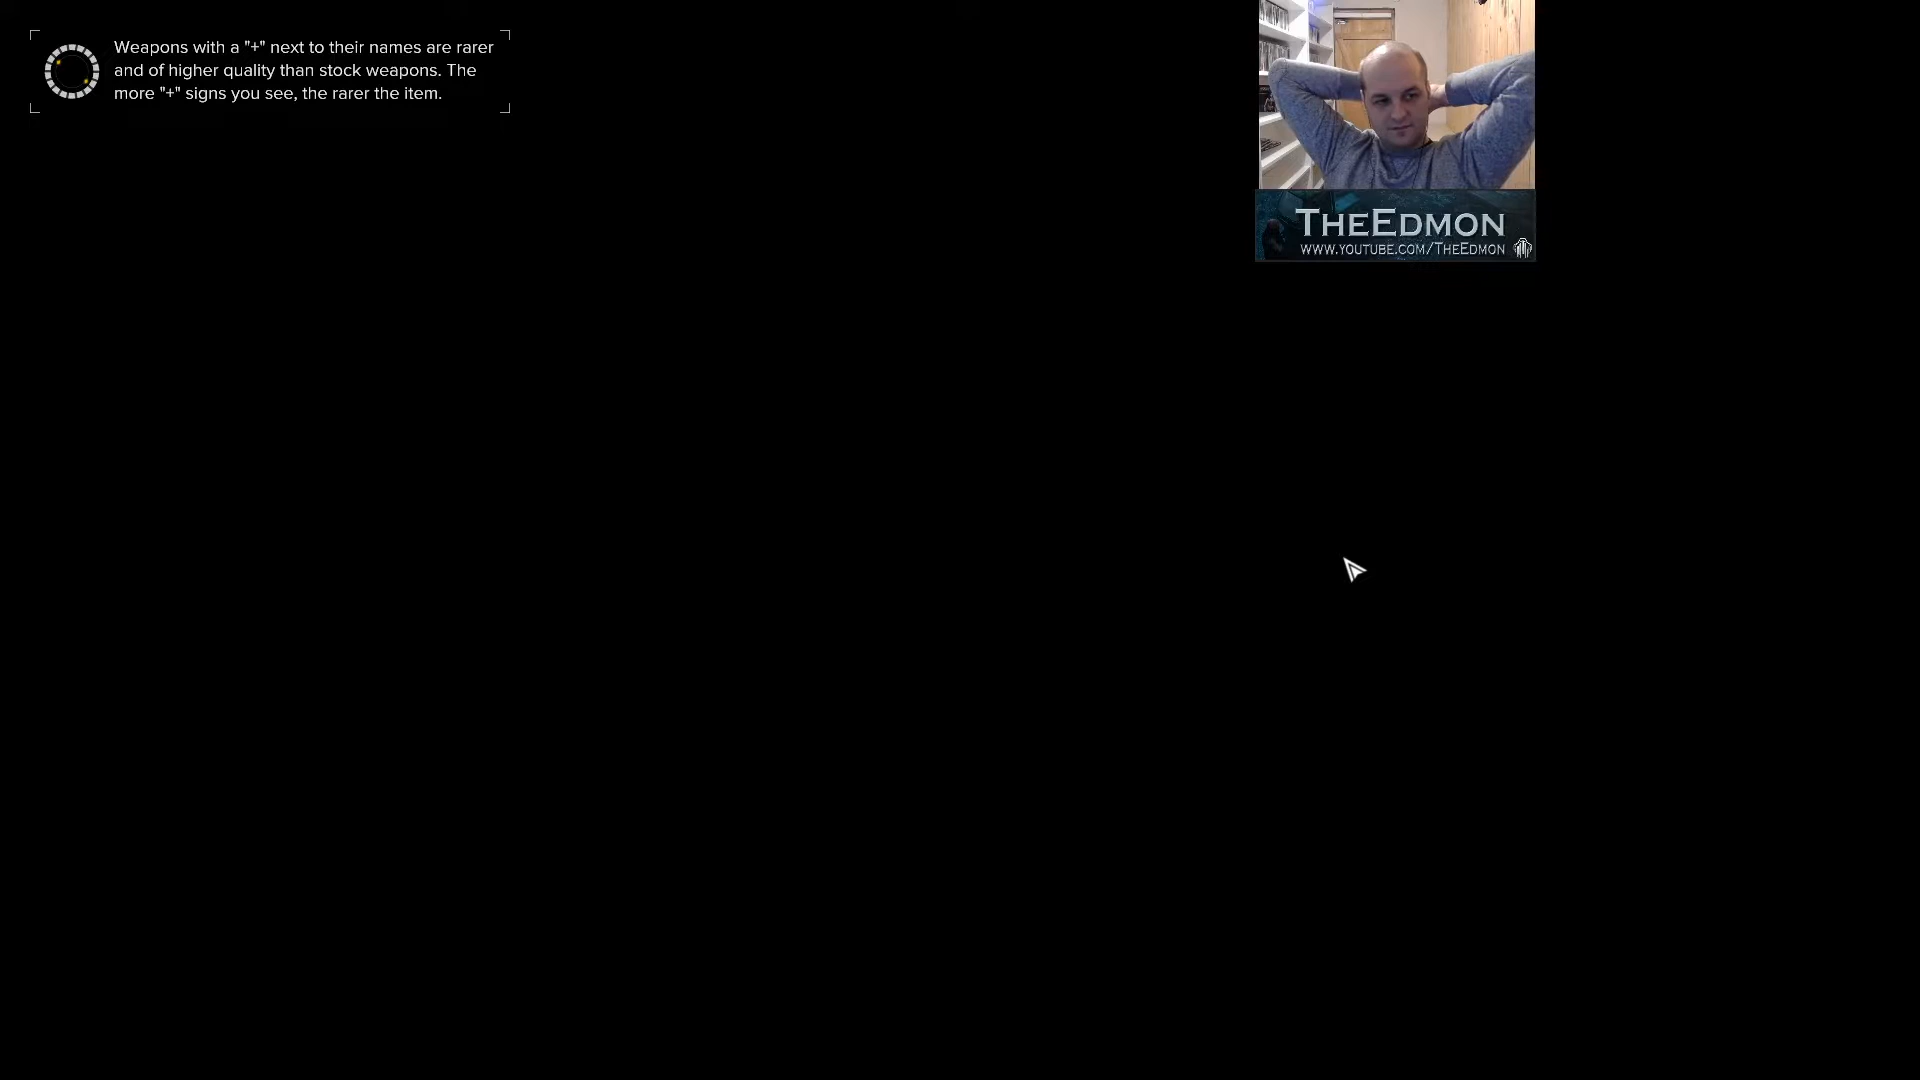 Weapons with a "+" next to their names are rarer
and of higher quality than stock weapons. The
more "+" signs you see, the rarer the item.
TheEdmon
www.youtube.com/TheEdmon